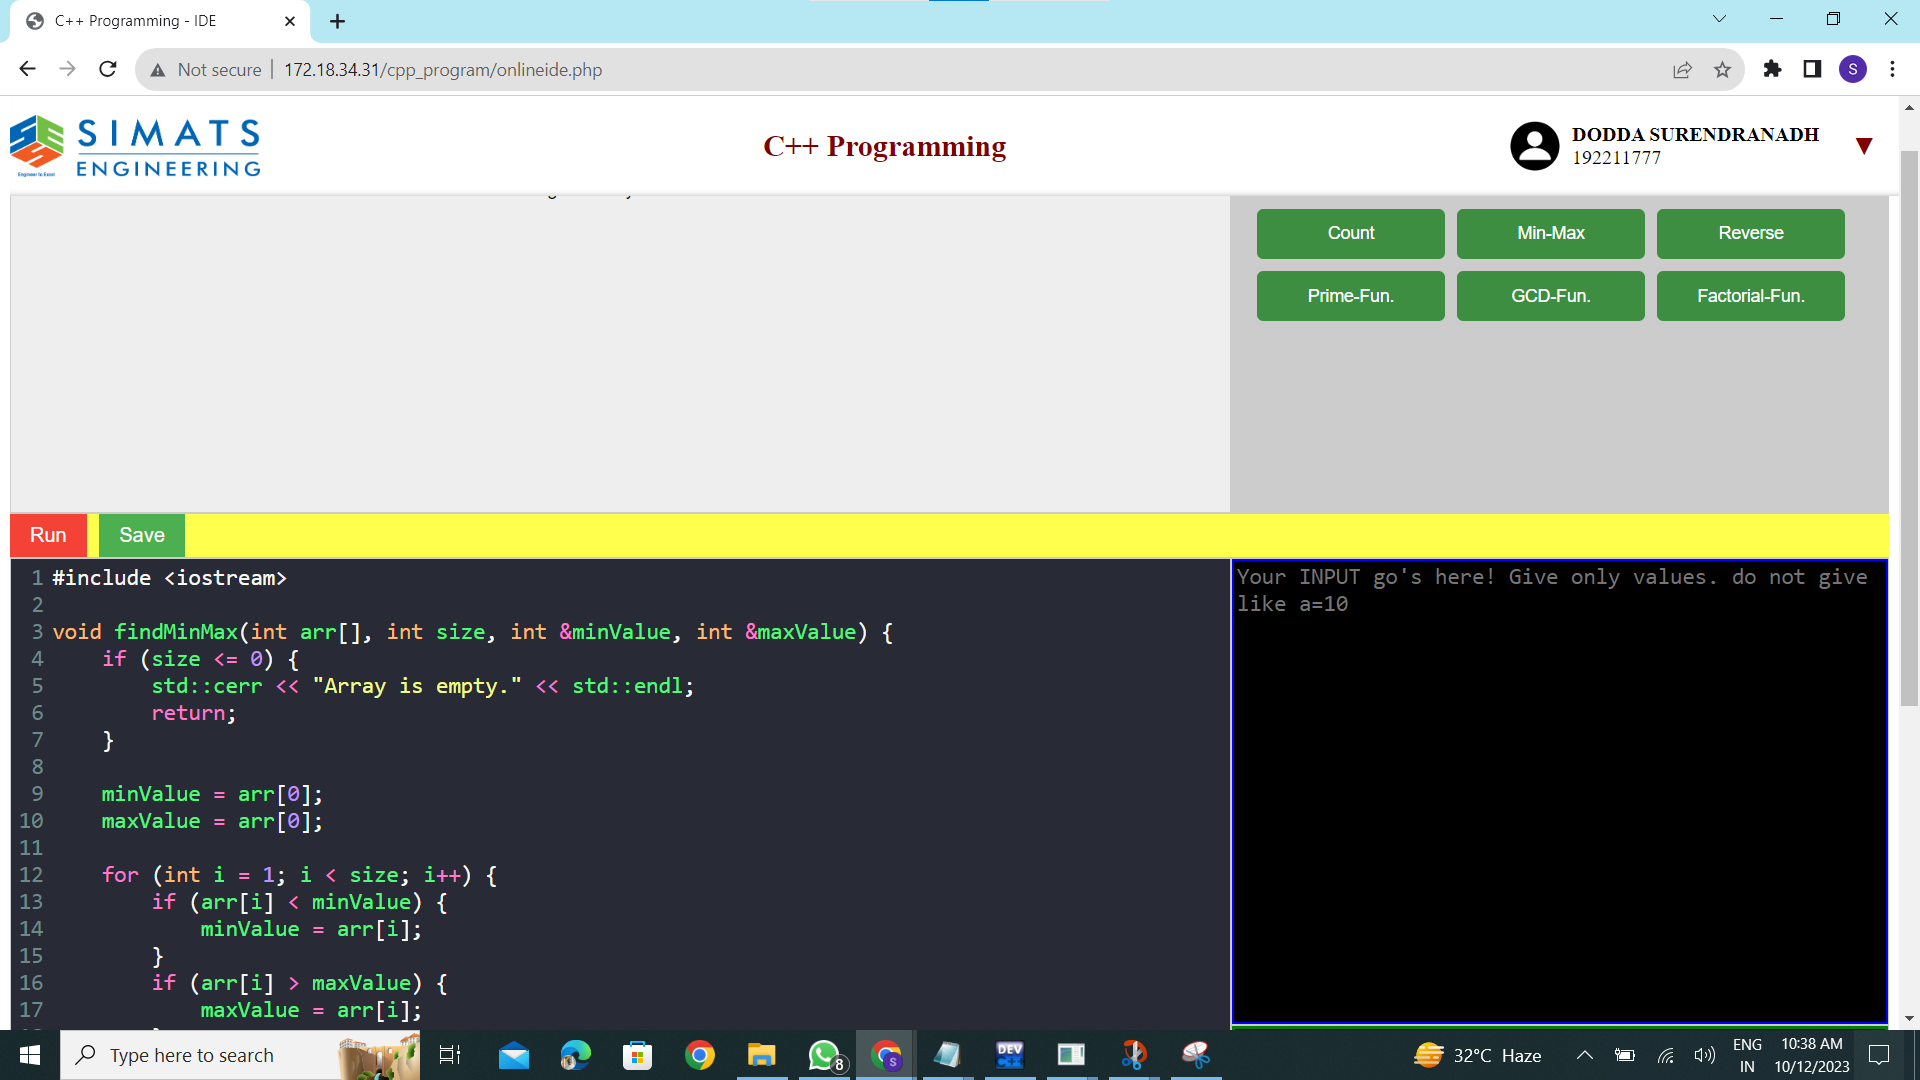 C++ Programming - IDE
Not secure | 172.18.34.31/cpp_program/onlineide.php
S
SIMATS
ENGINEERING
Engineer to Excel
C++ Programming
DODDA SURENDRANADH
192211777
Count
Min-Max
Reverse
Prime-Fun.
GCD-Fun.
Factorial-Fun.
Run
Save
1 #include <iostream>
2
3 void findMinMax(int arr[], int size, int &minValue, int &maxValue) {
4     if (size <= 0) {
5         std::cerr << "Array is empty." << std::endl;
6         return;
7     }
8
9     minValue = arr[0];
10     maxValue = arr[0];
11
12     for (int i = 1; i < size; i++) {
13         if (arr[i] < minValue) {
14             minValue = arr[i];
15         }
16         if (arr[i] > maxValue) {
17             maxValue = arr[i];
Your INPUT go's here! Give only values. do not give
like a=10
Type here to search
8
S
DEV
C++
32°C Haze
ENG
IN
10:38 AM
10/12/2023